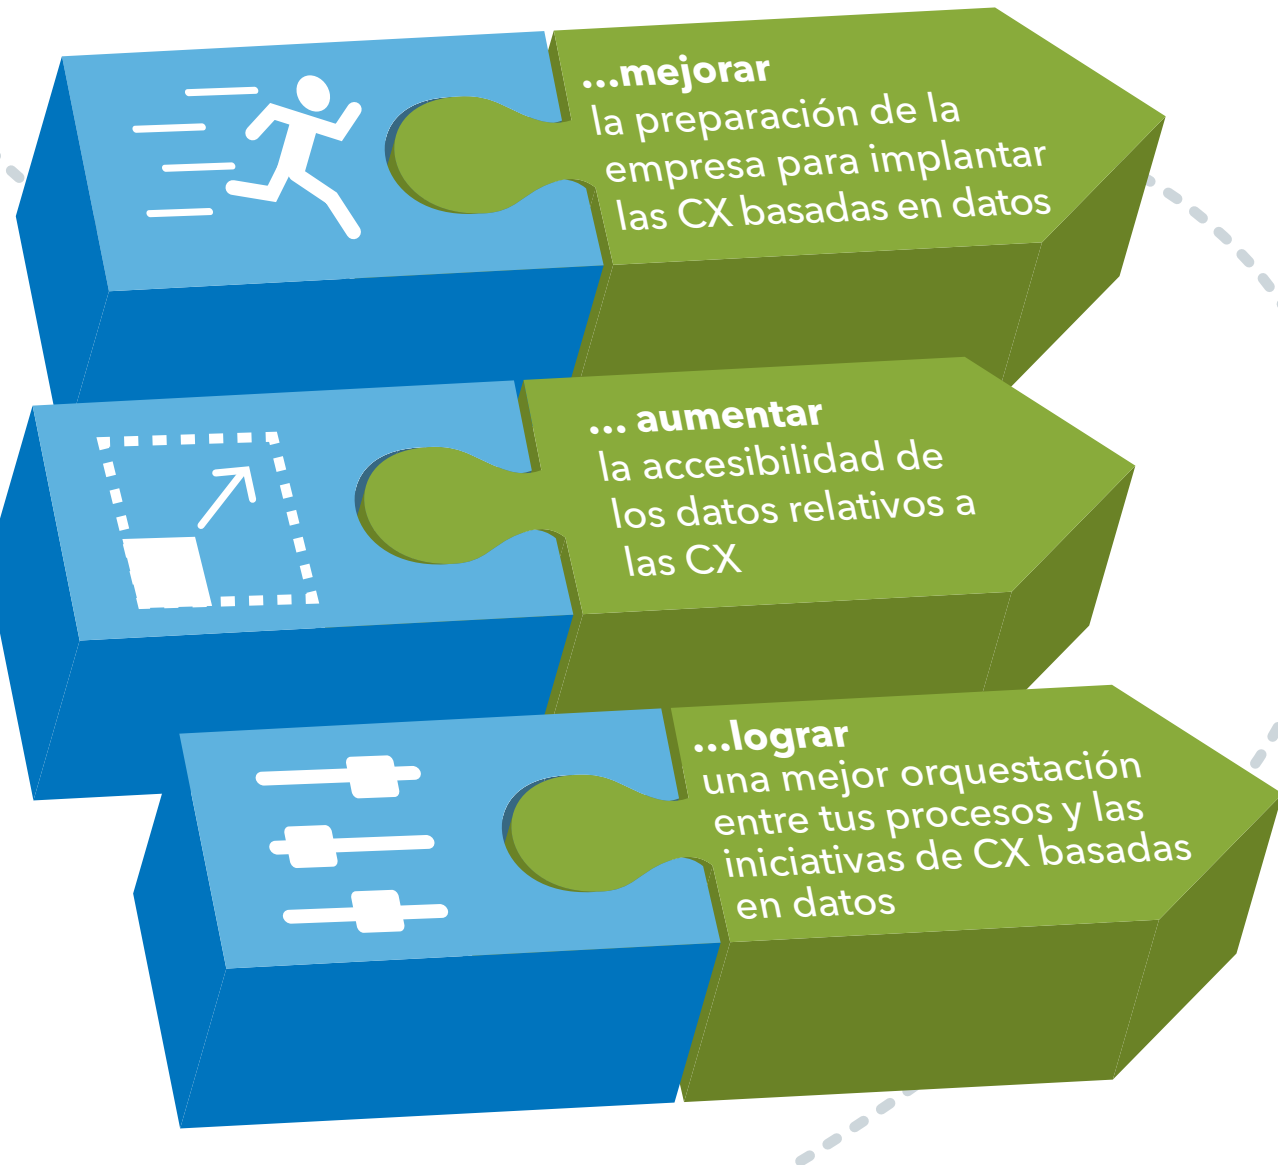 ...mejorar
la preparación de la
empresa para implantar
las CX basadas en datos
... aumentar
la accesibilidad de
los datos relativos a
las CX
...lograr
una mejor orquestación
entre tus procesos y las
iniciativas de CX basadas
en datos